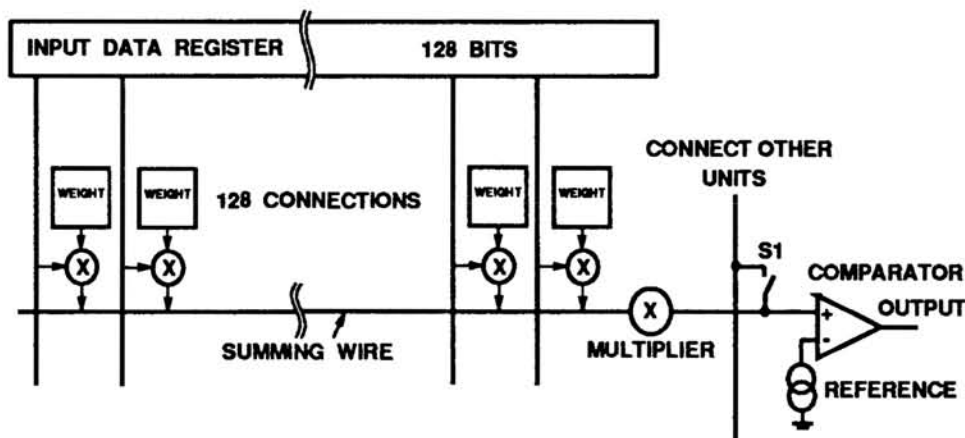 INPUT DATA REGISTER 128 BITS
CONNECT OTHER
UNITS
WEIGHT WEIGHT 128 CONNECTIONS WEIGHT WEIGHT
X X X X
S1
COMPARATOR
OUTPUT
X
+
-
SUMMING WIRE
MULTIPLIER
REFERENCE